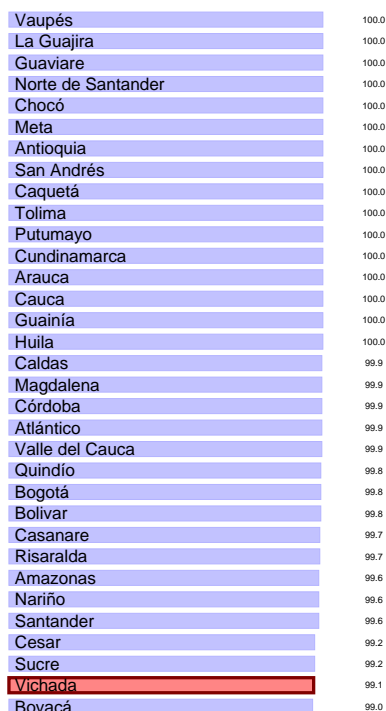 Vaupés 100.0
La Guajira 100.0
Guaviare 100.0
Norte de Santander 100.0
Chocó 100.0
Meta 100.0
Antioquia 100.0
San Andrés 100.0
Caquetá 100.0
Tolima 100.0
Putumayo 100.0
Cundinamarca 100.0
Arauca 100.0
Cauca 100.0
Guainía 100.0
Huila 100.0
Caldas 99.9
Magdalena 99.9
Córdoba 99.9
Atlántico 99.9
Valle del Cauca 99.9
Quindío 99.8
Bogotá 99.8
Bolivar 99.8
Casanare 99.7
Risaralda 99.7
Amazonas 99.6
Nariño 99.6
Santander 99.6
Cesar 99.2
Sucre 99.2
Vichada 99.1
Boyacá 99.0